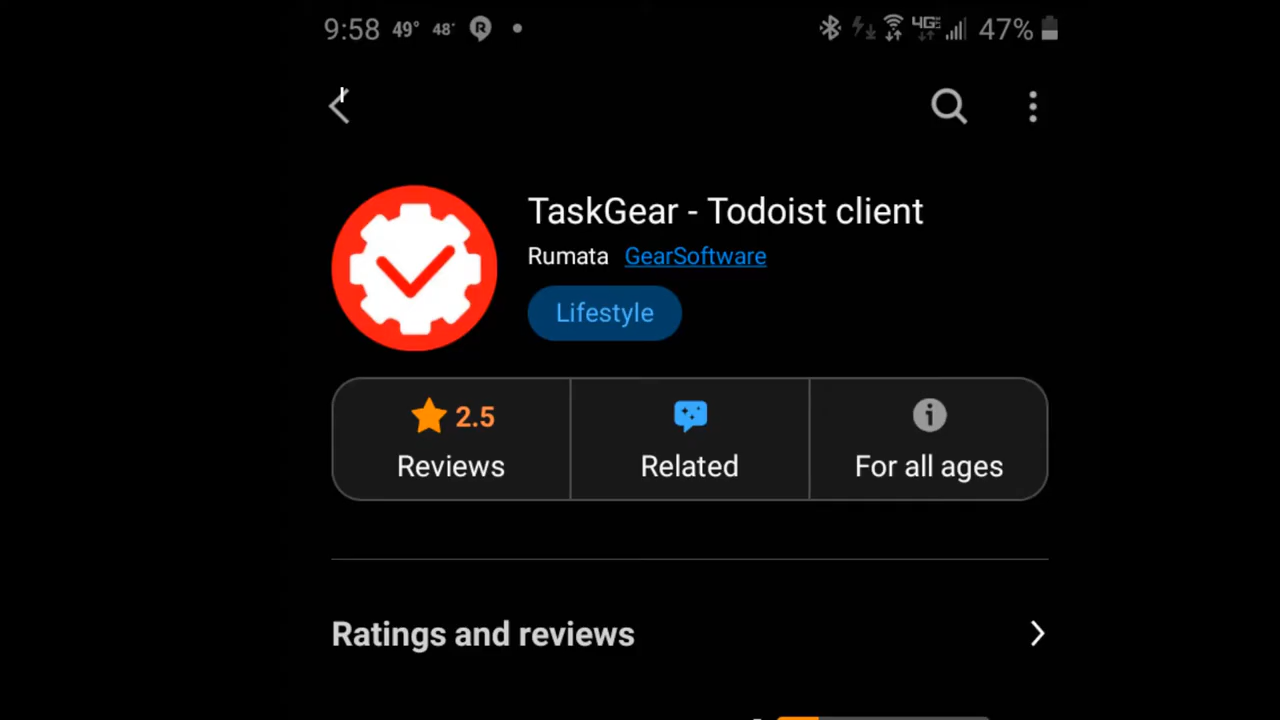 9:58 49° 48° 47%
TaskGear - Todoist client
Rumata GearSoftware
Lifestyle
2.5
Reviews Related For all ages
Ratings and reviews